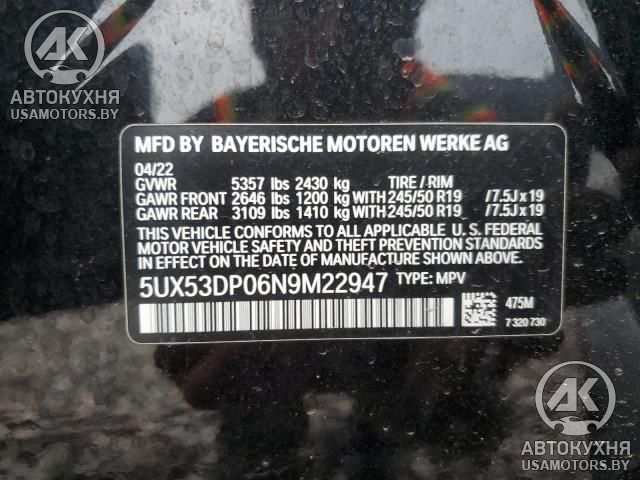 AK
АВТОКУХНЯ
USAMOTORS.BY
MFD BY BAYERISCHE MOTOREN WERKE AG
04/22
GVWR 5357 lbs 2430 kg TIRE / RIM
GAWR FRONT 2646 lbs 1200 kg WITH 245/50 R19 /7.5J x 19
GAWR REAR 3109 lbs 1410 kg WITH 245/50 R19 /7.5J x 19
THIS VEHICLE CONFORMS TO ALL APPLICABLE U. S. FEDERAL
MOTOR VEHICLE SAFETY AND THEFT PREVENTION STANDARDS
IN EFFECT ON THE DATE OF MANUFACTURE SHOWN ABOVE.
5UX53DP06N9M22947 TYPE: MPV
475M
7 320 730
AK
АВТОКУХНЯ
USAMOTORS.BY